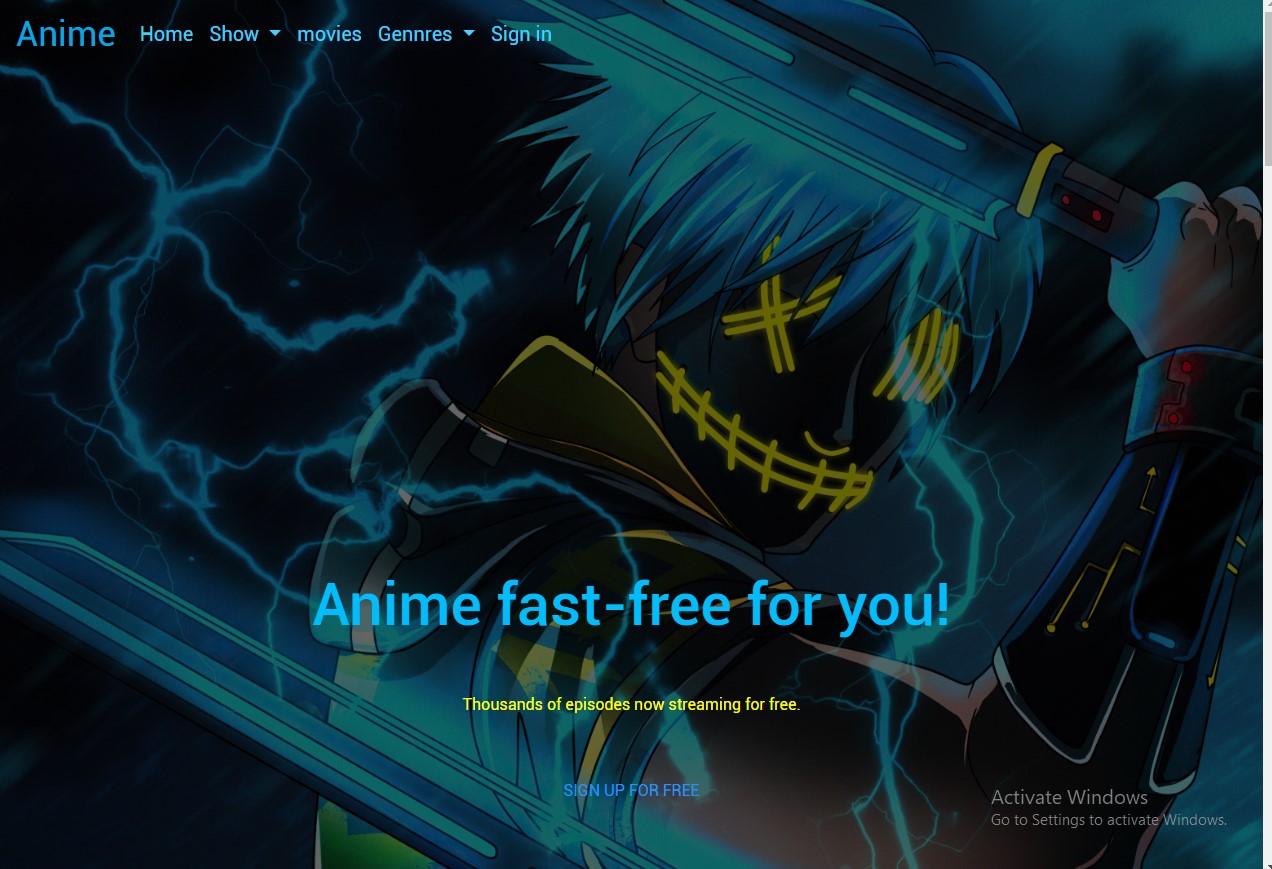 Anime Home Show movies Gennres Sign in
Anime fast-free for you!
Thousands of episodes now streaming for free.
SIGN UP FOR FREE
Activate Windows
Go to Settings to activate Windows.